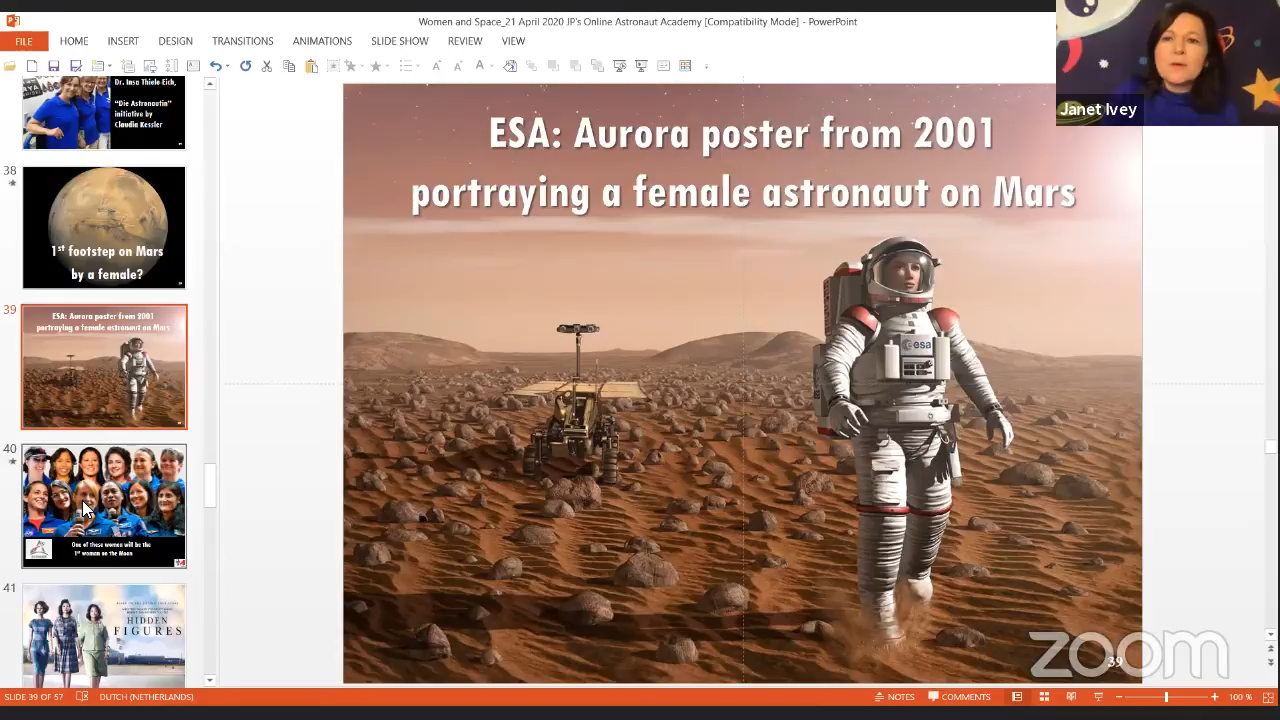 Women and Space_21 April 2020 JP's Online Astronaut Academy [Compatibility Mode] - PowerPoint
FILE HOME INSERT DESIGN TRANSITIONS ANIMATIONS SLIDE SHOW REVIEW VIEW
Janet Ivey
Dr. Insa Thiele-Eich,
"Die Astronautin"
initiative by
Claudia Kessler
38
1st footstep on Mars
by a female?
39
ESA: Aurora poster from 2001
portraying a female astronaut on Mars
40
One of these women will be the
1st woman on the Moon
41
HIDDEN
FIGURES
ESA: Aurora poster from 2001
portraying a female astronaut on Mars
esa
39
zoom
SLIDE 39 OF 57 DUTCH (NETHERLANDS) NOTES COMMENTS 100 %